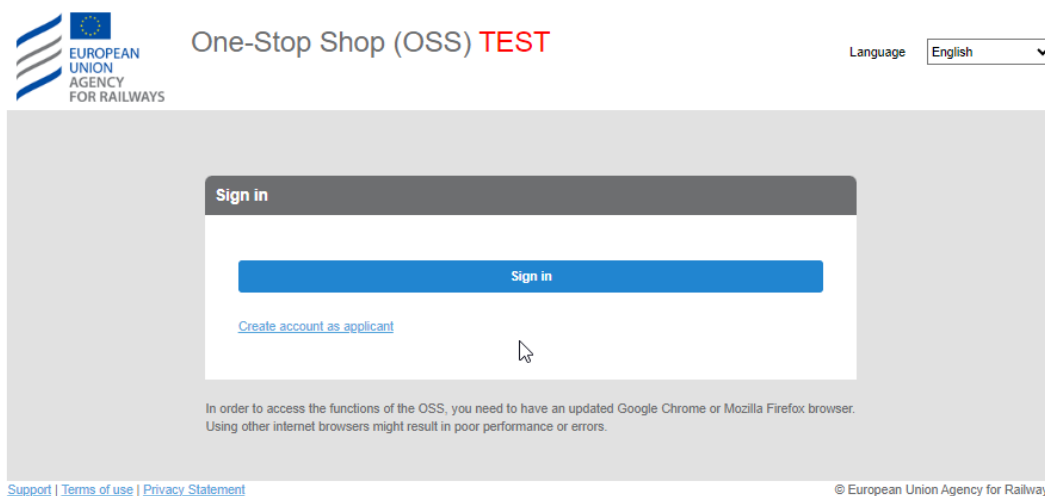 EUROPEAN
UNION
AGENCY
FOR RAILWAYS
One-Stop Shop (OSS) TEST
Language
English
Sign in
Sign in
Create account as applicant
In order to access the functions of the OSS, you need to have an updated Google Chrome or Mozilla Firefox browser.
Using other internet browsers might result in poor performance or errors.
Support | Terms of use | Privacy Statement
© European Union Agency for Railway